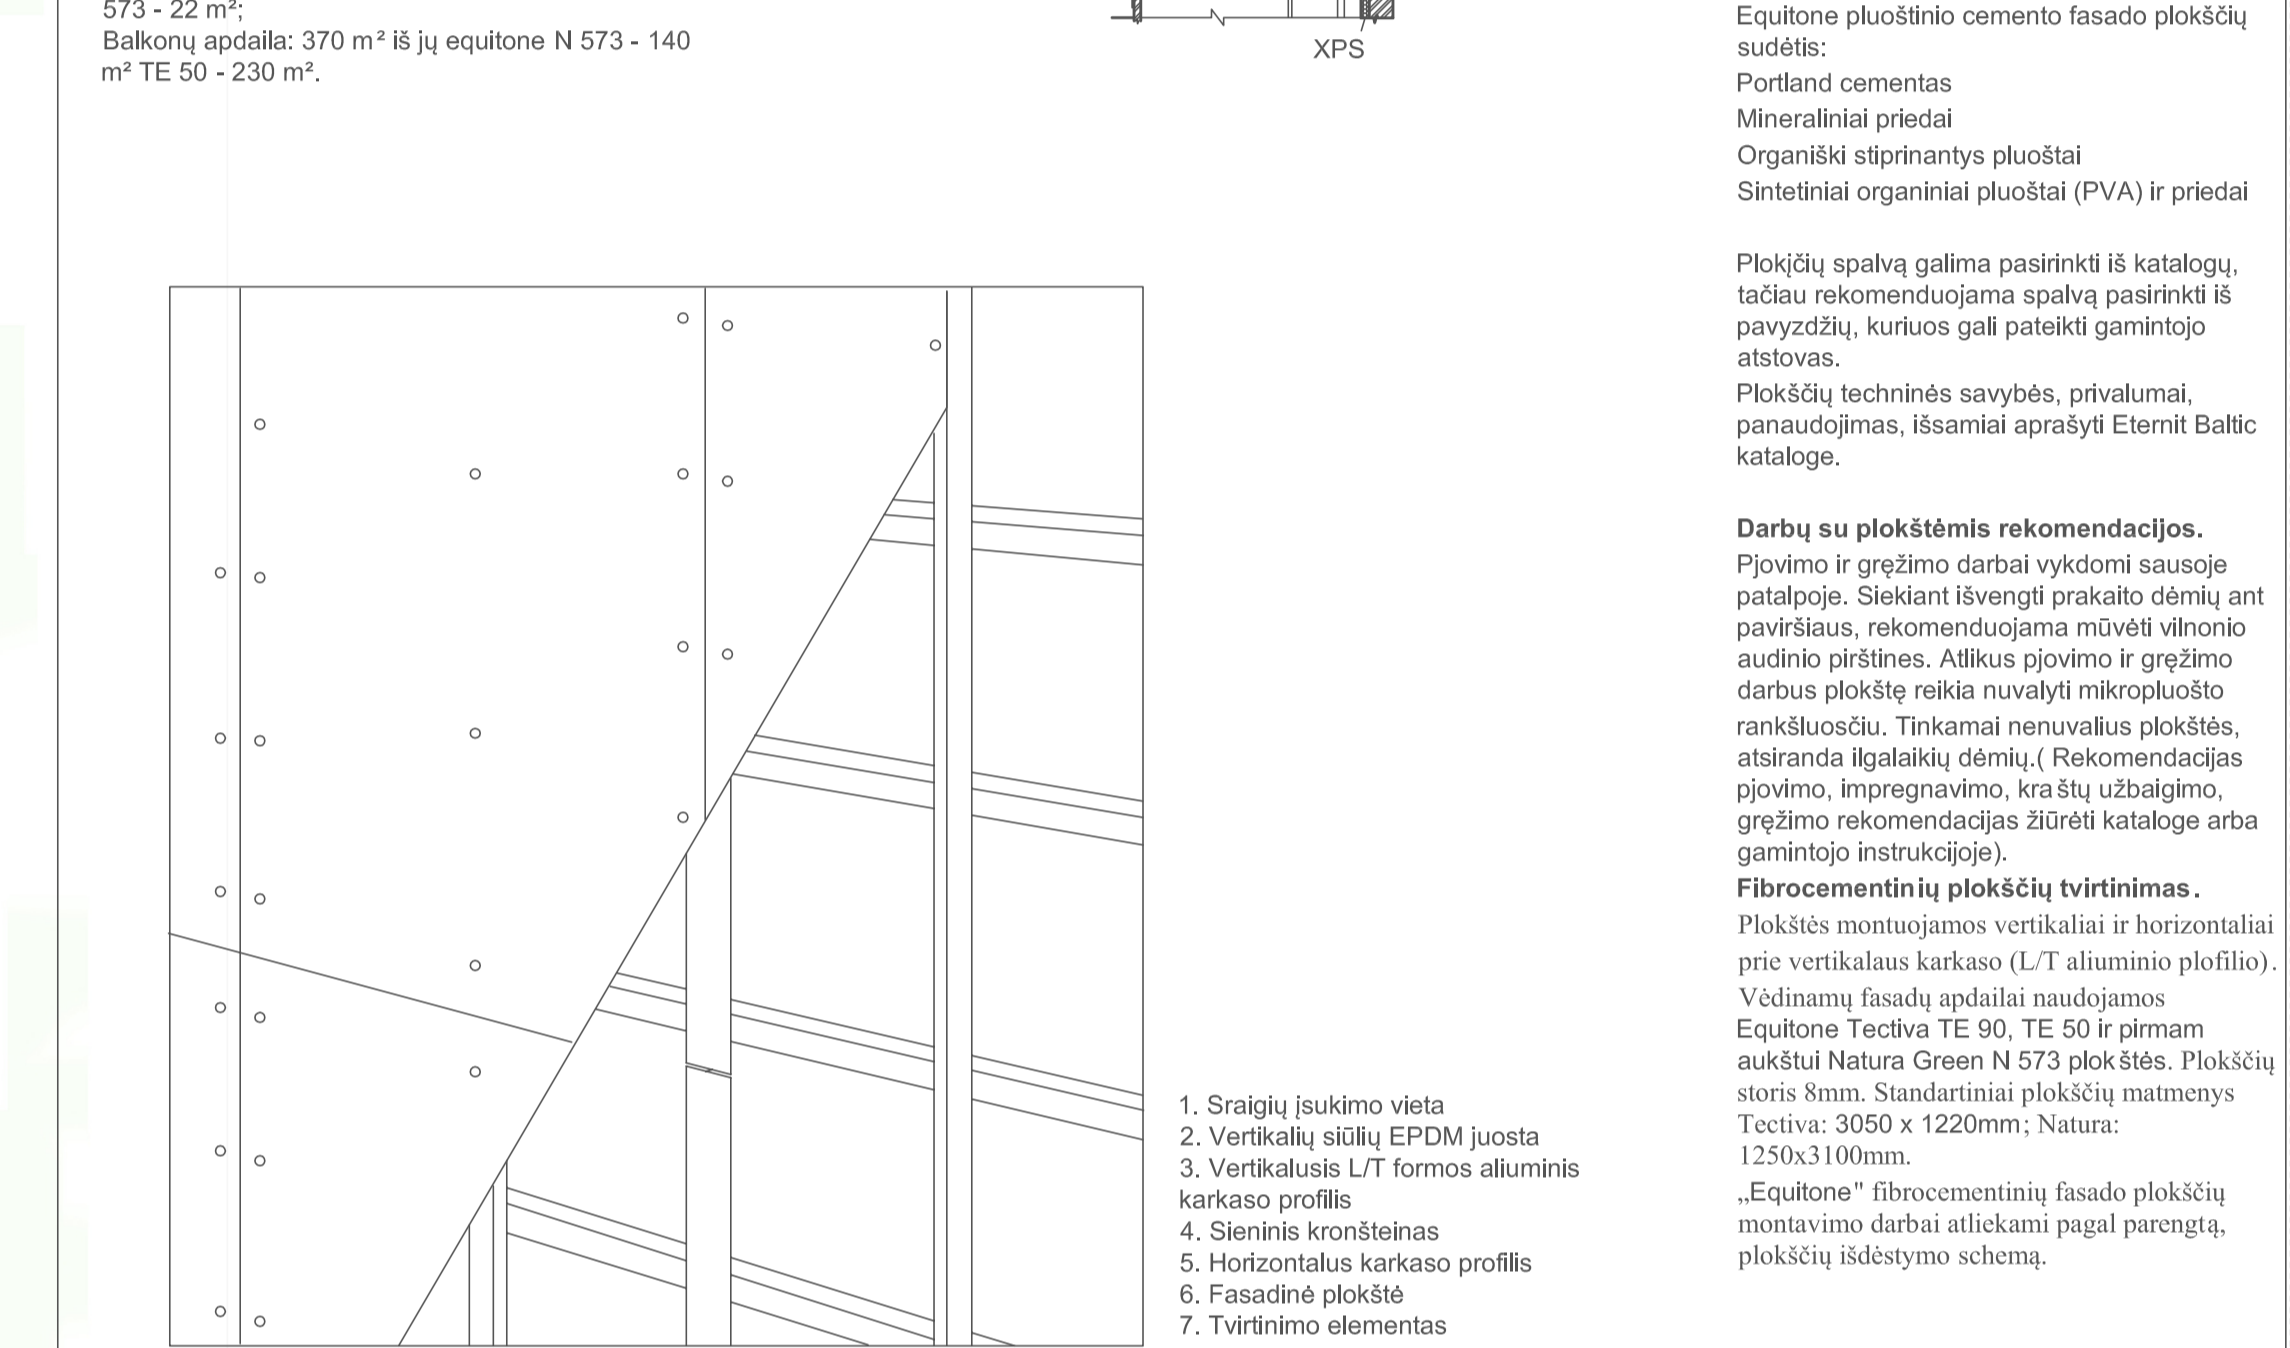 573 - 22 m²;
Balkonų apdaila: 370 m² iš jų equitone N 573 - 140
m² TE 50 - 230 m².
XPS
1. Sraigių įsukimo vieta
2. Vertikalių siūlių EPDM juosta
3. Vertikalusis L/T formos aliuminis
karkaso profilis
4. Sieninis kronšteinas
5. Horizontalus karkaso profilis
6. Fasadinė plokštė
7. Tvirtinimo elementas
Equitone pluoštinio cemento fasado plokščių
sudėtis:
Portland cementas
Mineraliniai priedai
Organiški stiprinantys pluoštai
Sintetiniai organiniai pluoštai (PVA) ir priedai
Plokįčių spalvą galima pasirinkti iš katalogų,
tačiau rekomenduojama spalvą pasirinkti iš
pavyzdžių, kuriuos gali pateikti gamintojo
atstovas.
Plokščių techninės savybės, privalumai,
panaudojimas, išsamiai aprašyti Eternit Baltic
kataloge.
Darbų su plokštėmis rekomendacijos.
Pjovimo ir gręžimo darbai vykdomi sausoje
patalpoje. Siekiant išvengti prakaito dėmių ant
paviršiaus, rekomenduojama mūvėti vilnonio
audinio pirštines. Atlikus pjovimo ir gręžimo
darbus plokštę reikia nuvalyti mikropluošto
rankšluosčiu. Tinkamai nenuvalius plokštės,
atsiranda ilgalaikių dėmių.( Rekomendacijas
pjovimo, impregnavimo, kraštų užbaigimo,
gręžimo rekomendacijas žiūrėti kataloge arba
gamintojo instrukcijoje).
Fibrocementinių plokščių tvirtinimas.
Plokštės montuojamos vertikaliai ir horizontaliai
prie vertikalaus karkaso (L/T aliuminio plofilio).
Vėdinamų fasadų apdailai naudojamos
Equitone Tectiva TE 90, TE 50 ir pirmam
aukštui Natura Green N 573 plokštės. Plokščių
storis 8mm. Standartiniai plokščių matmenys
Tectiva: 3050 x 1220mm; Natura:
1250x3100mm.
„Equitone" fibrocementinių fasado plokščių
montavimo darbai atliekami pagal parengtą,
plokščių išdėstymo schemą.